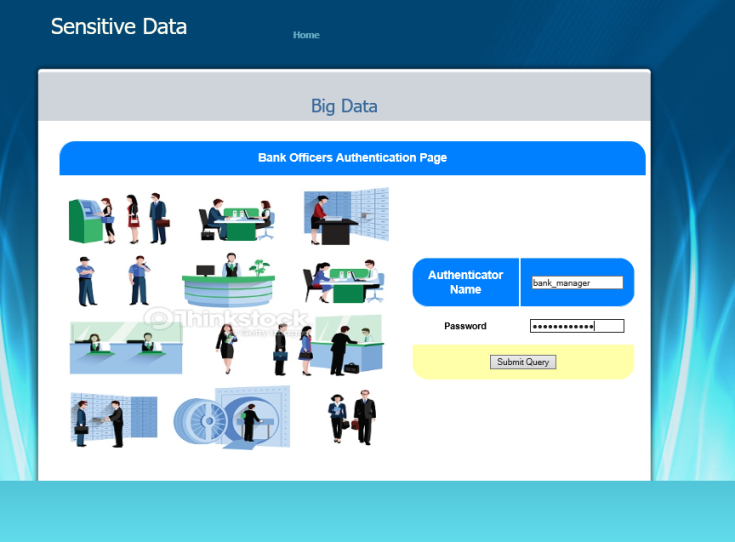 Sensitive Data
Home
Big Data
Bank Officers Authentication Page
Authenticator
Name
bank_manager
Password
••••••••••••
Submit Query
Thinkstock